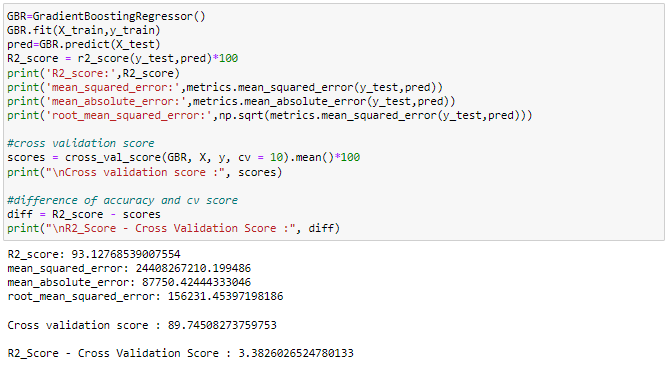 GBR=GradientBoostingRegressor()
GBR.fit(X_train,y_train)
pred=GBR.predict(X_test)
R2_score = r2_score(y_test,pred)*100
print('R2_score:',R2_score)
print('mean_squared_error:',metrics.mean_squared_error(y_test,pred))
print('mean_absolute_error:',metrics.mean_absolute_error(y_test,pred))
print('root_mean_squared_error:',np.sqrt(metrics.mean_squared_error(y_test,pred)))
#cross validation score
scores = cross_val_score(GBR, X, y, cv = 10).mean()*100
print("\nCross validation score :", scores)
#difference of accuracy and cv score
diff = R2_score - scores
print("\nR2_Score - Cross Validation Score :", diff)
R2_score: 93.12768539007554
mean_squared_error: 24408267210.199486
mean_absolute_error: 87750.42444333046
root_mean_squared_error: 156231.45397198186
Cross validation score : 89.74508273759753
R2_Score - Cross Validation Score : 3.3826026524780133